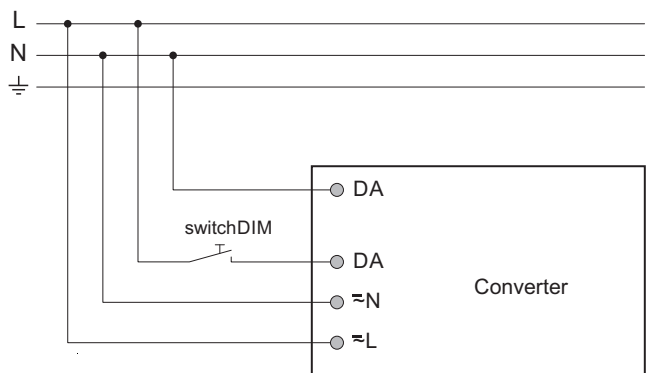 L
N
DA
switchDIM
DA
Converter
≂N
≂L